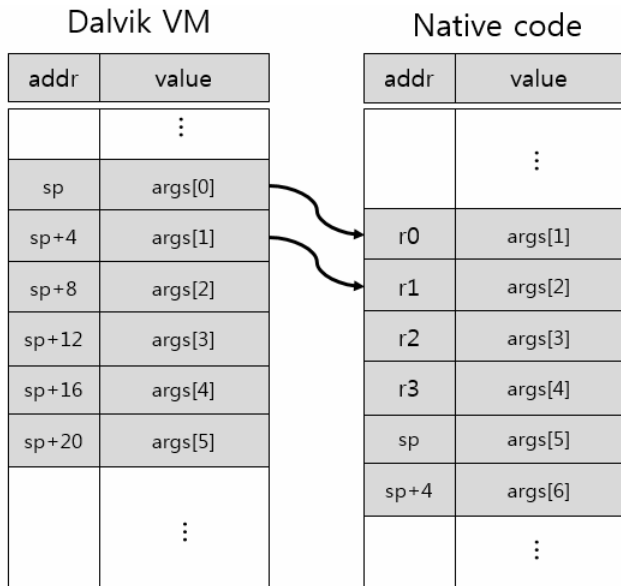 Dalvik VM
addr value
⋮
sp args[0]
sp+4 args[1]
sp+8 args[2]
sp+12 args[3]
sp+16 args[4]
sp+20 args[5]
⋮
Native code
addr value
⋮
r0 args[1]
r1 args[2]
r2 args[3]
r3 args[4]
sp args[5]
sp+4 args[6]
⋮